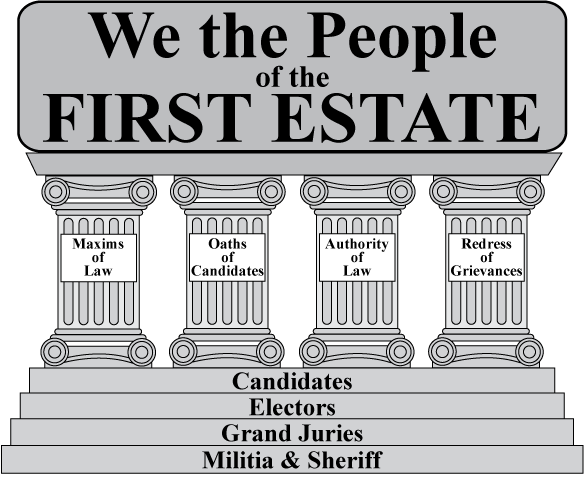 We the People
of the
FIRST ESTATE
Maxims
of
Law
Oaths
of
Candidates
Authority
of
Law
Redress
of
Grievances
Candidates
Electors
Grand Juries
Militia & Sheriff